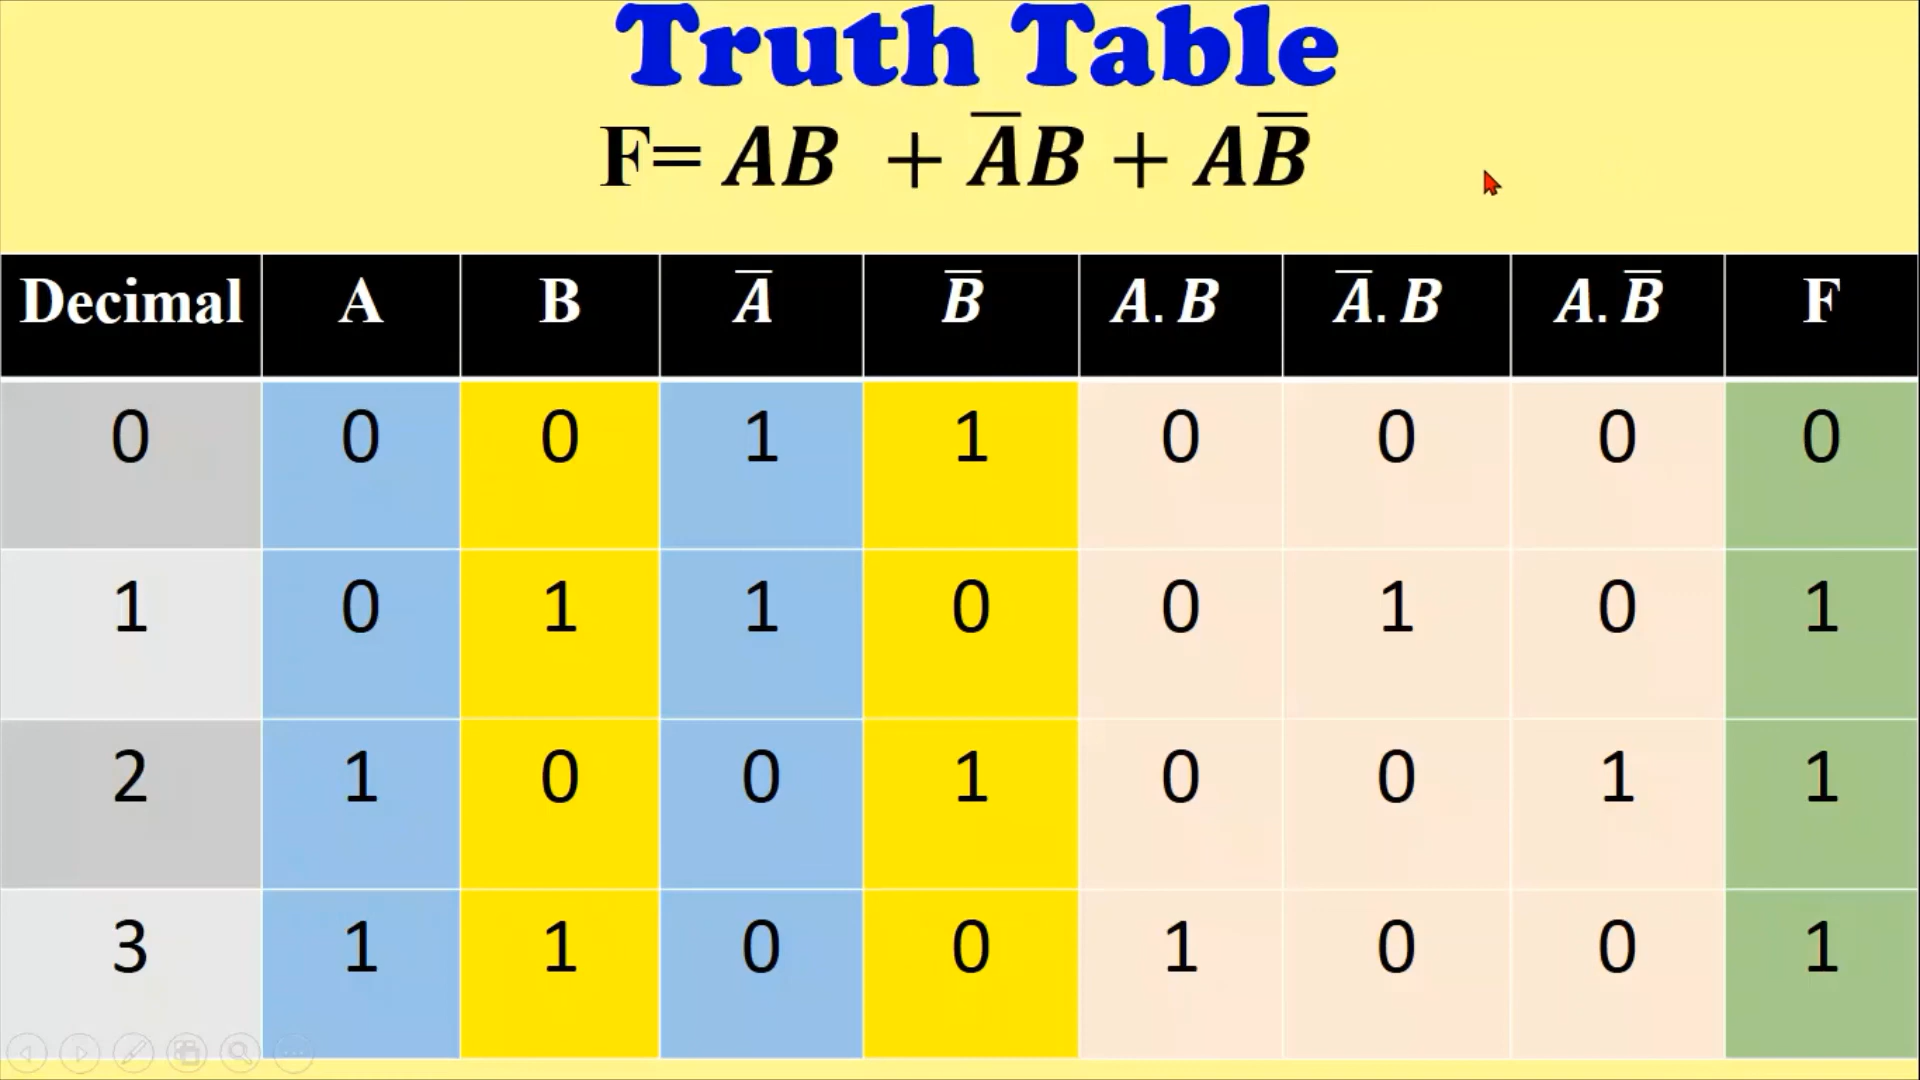 Truth Table
F= AB + A̅B + AB̅
Decimal A B A̅ B̅ A. B A̅. B A. B̅ F
0 0 0 1 1 0 0 0 0
1 0 1 1 0 0 1 0 1
2 1 0 0 1 0 0 1 1
3 1 1 0 0 1 0 0 1